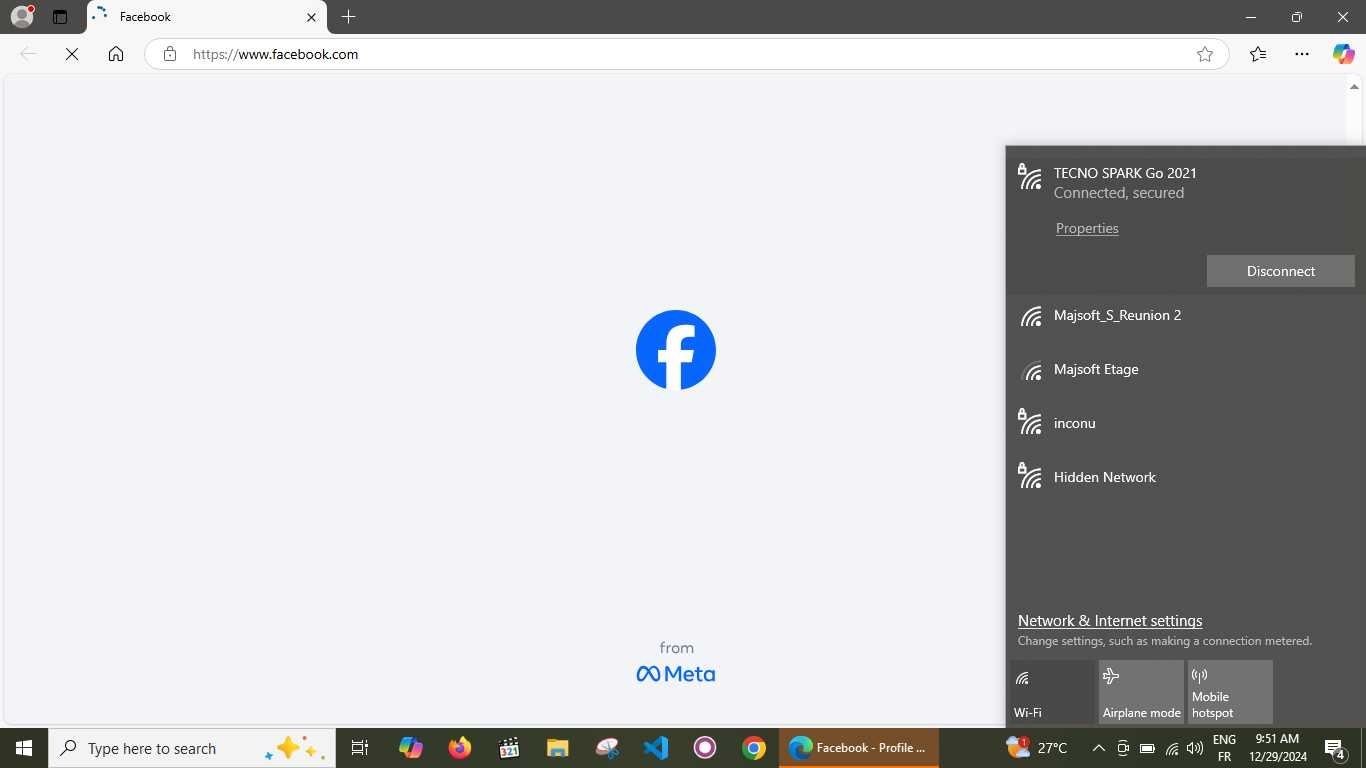 Facebook
https://www.facebook.com
TECNO SPARK Go 2021
Connected, secured
Properties
Disconnect
Majsoft_S_Reunion 2
Majsoft Etage
inconu
Hidden Network
from
Meta
Network & Internet settings
Change settings, such as making a connection metered.
Wi-Fi
Airplane mode
Mobile
hotspot
Type here to search
321
Facebook - Profile ...
1
27°C
ENG
FR
9:51 AM
12/29/2024
4